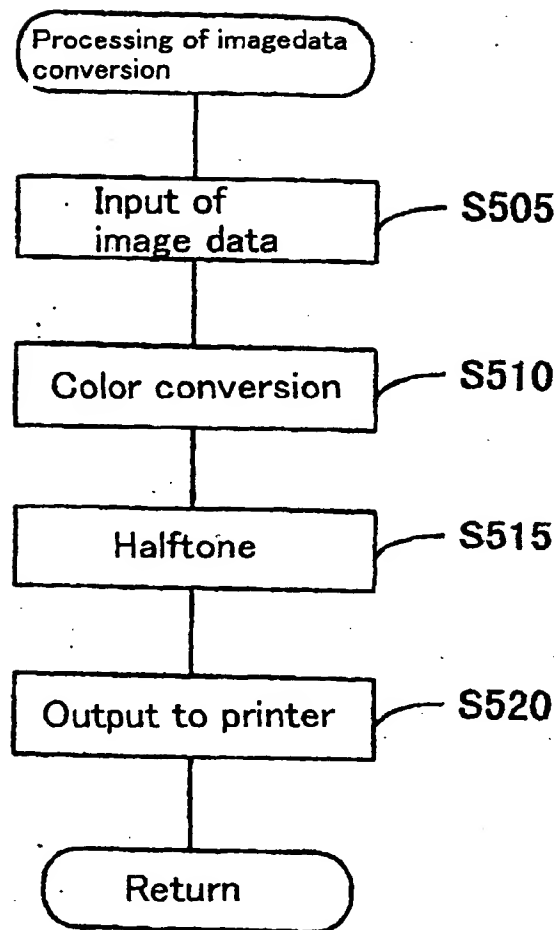 Processing of imagedata
conversion
Input of
image data
S505
Color conversion
S510
Halftone
S515
Output to printer
S520
Return